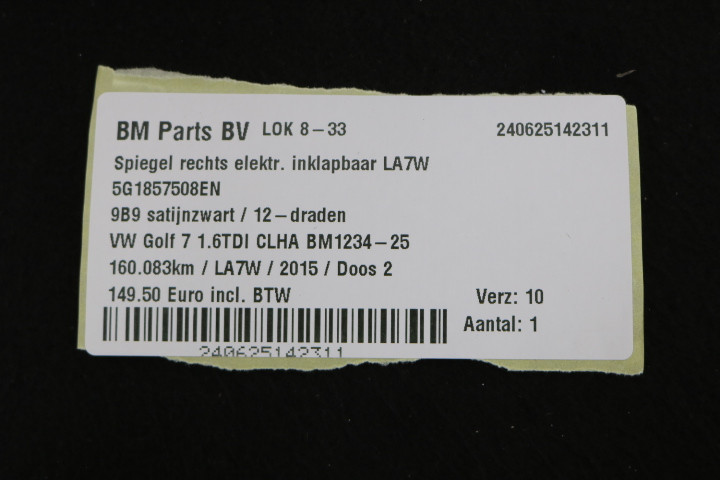 BM Parts BV LOK 8-33 240625142311
Spiegel rechts elektr. inklapbaar LA7W
5G1857508EN
9B9 satijnzwart / 12-draden
VW Golf 7 1.6TDI CLHA BM1234-25
160.083km / LA7W / 2015 / Doos 2
149.50 Euro incl. BTW Verz: 10
Aantal: 1
240625142311